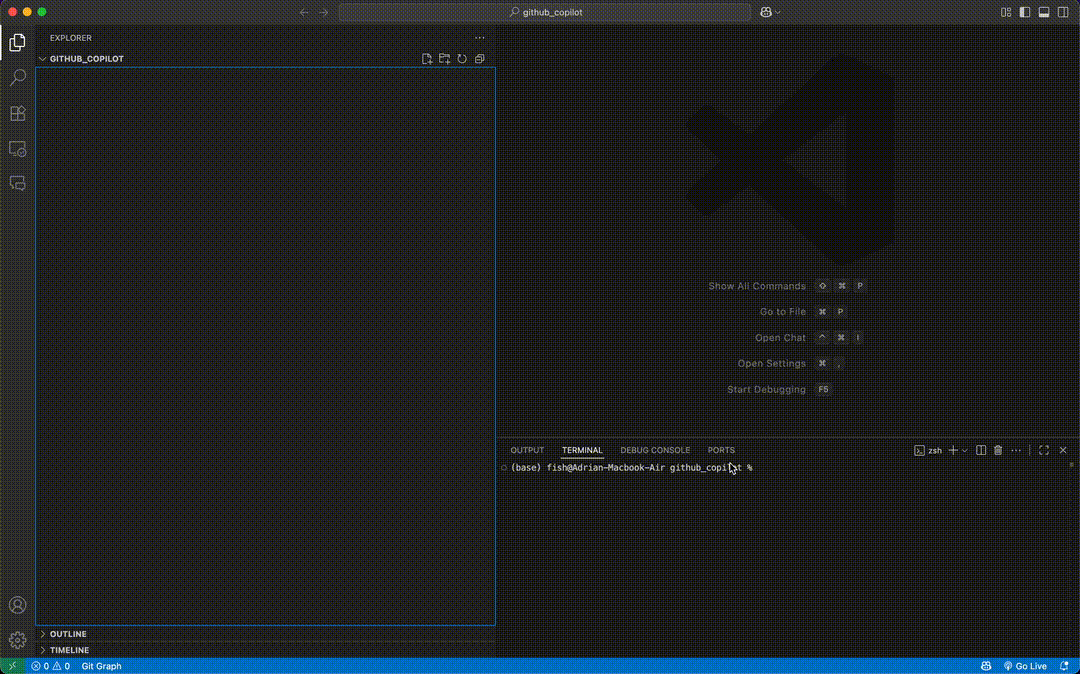 github_copilot
EXPLORER
GITHUB_COPILOT
Show All Commands ⇧ ⌘ P
Go to File ⌘ P
Open Chat ^ ⌘ I
Open Settings ⌘ ,
Start Debugging F5
OUTPUT TERMINAL DEBUG CONSOLE PORTS zsh
(base) fish@Adrian-Macbook-Air github_copilot %
OUTLINE
TIMELINE
0 0 Git Graph Go Live